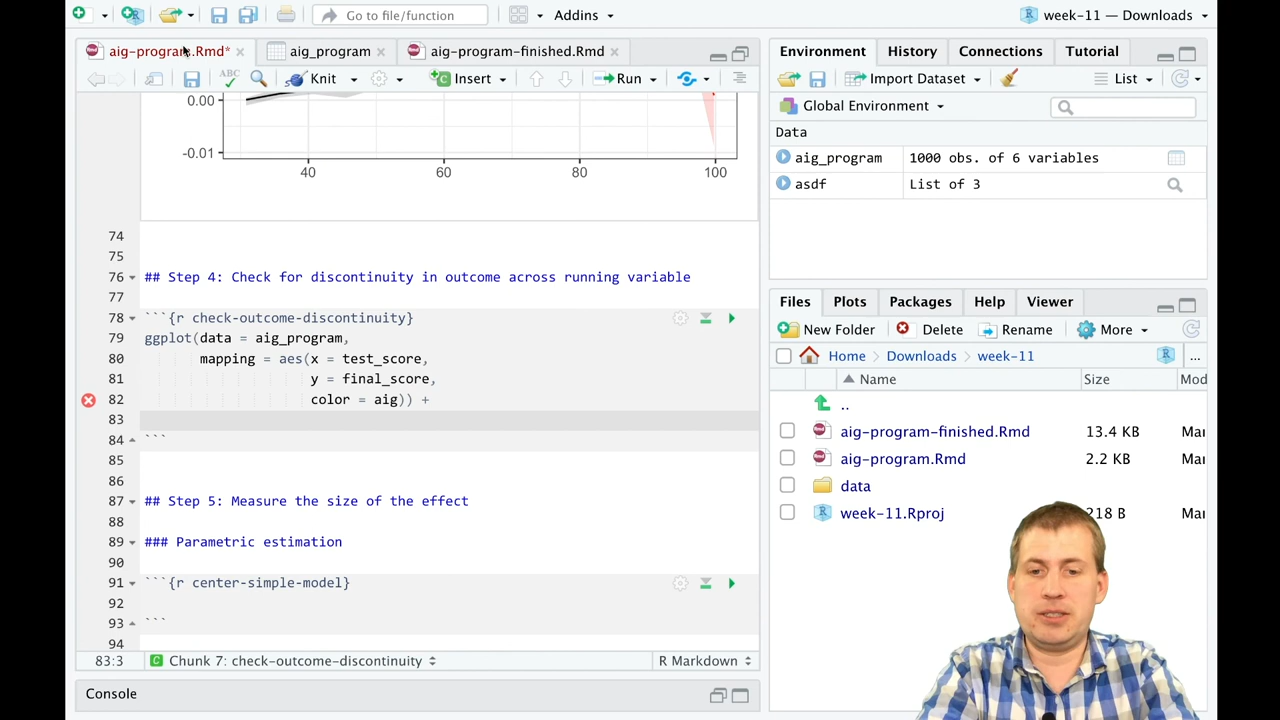 Go to file/function
Addins
week-11 — Downloads
aig-program.Rmd*
aig_program
aig-program-finished.Rmd
Knit
Insert
Run
0.00
-0.01
40
60
80
100
74
75
76
## Step 4: Check for discontinuity in outcome across running variable
77
78
```{r check-outcome-discontinuity}
79
ggplot(data = aig_program,
80
mapping = aes(x = test_score,
81
y = final_score,
82
color = aig)) +
83
84
```
85
86
87
## Step 5: Measure the size of the effect
88
89
### Parametric estimation
90
91
```{r center-simple-model}
92
93
```
94
83:3
Chunk 7: check-outcome-discontinuity
R Markdown
Console
Environment
History
Connections
Tutorial
Import Dataset
List
Global Environment
Data
aig_program
1000 obs. of 6 variables
asdf
List of 3
Files
Plots
Packages
Help
Viewer
New Folder
Delete
Rename
More
Home
Downloads
week-11
...
Name
Size
Mod
..
aig-program-finished.Rmd
13.4 KB
Mar
aig-program.Rmd
2.2 KB
Mar
data
week-11.Rproj
218 B
Mar